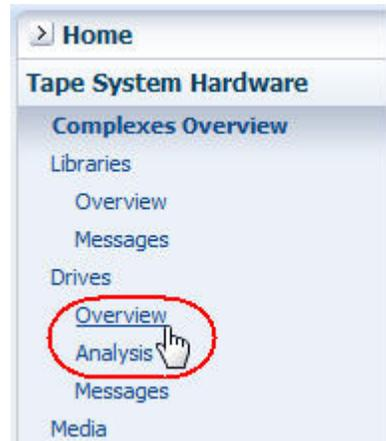 Home
Tape System Hardware
Complexes Overview
Libraries
Overview
Messages
Drives
Overview
Analysis
Messages
Media